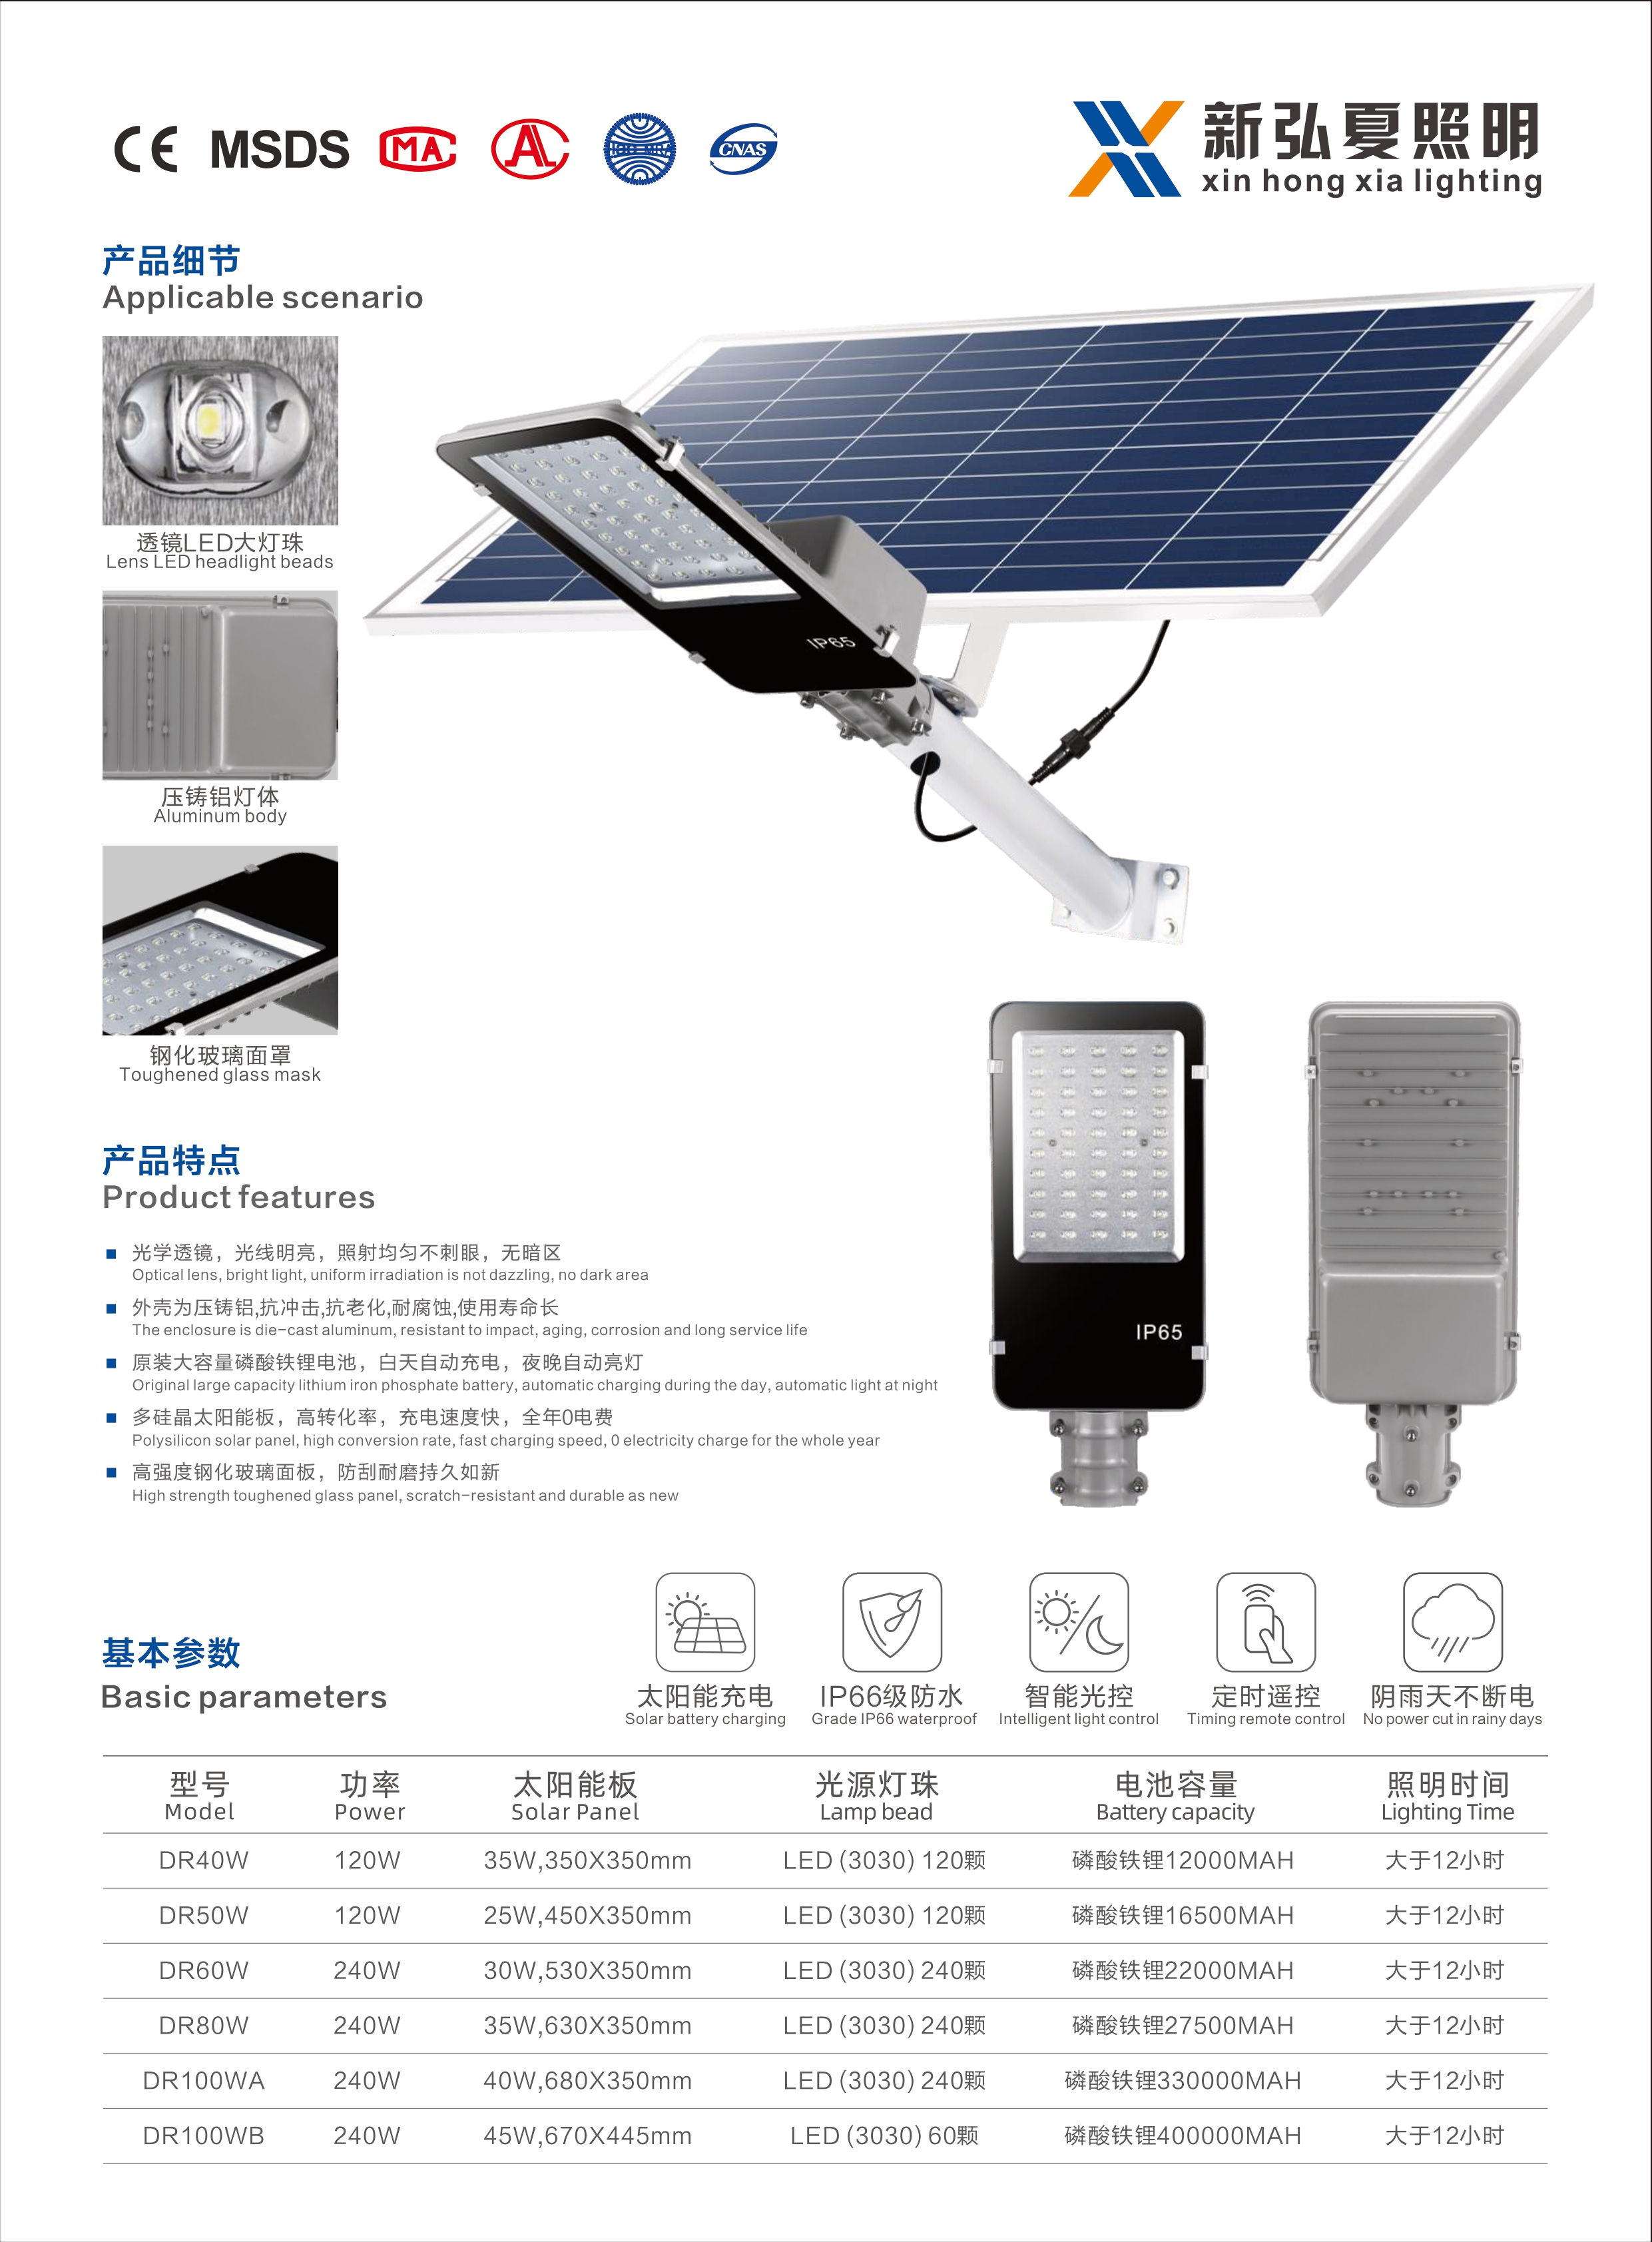 CE MSDS MA AL ilac-MRA CNAS
新弘夏照明
xin hong xia lighting
产品细节
Applicable scenario
透镜LED大灯珠
Lens LED headlight beads
压铸铝灯体
Aluminum body
钢化玻璃面罩
Toughened glass mask
IP65
IP65
产品特点
Product features
光学透镜，光线明亮，照射均匀不刺眼，无暗区
Optical lens, bright light, uniform irradiation is not dazzling, no dark area
外壳为压铸铝,抗冲击,抗老化,耐腐蚀,使用寿命长
The enclosure is die-cast aluminum, resistant to impact, aging, corrosion and long service life
原装大容量磷酸铁锂电池，白天自动充电，夜晚自动亮灯
Original large capacity lithium iron phosphate battery, automatic charging during the day, automatic light at night
多硅晶太阳能板，高转化率，充电速度快，全年0电费
Polysilicon solar panel, high conversion rate, fast charging speed, 0 electricity charge for the whole year
高强度钢化玻璃面板，防刮耐磨持久如新
High strength toughened glass panel, scratch-resistant and durable as new
基本参数
Basic parameters
太阳能充电 IP66级防水 智能光控 定时遥控 阴雨天不断电
Solar battery charging Grade IP66 waterproof Intelligent light control Timing remote control No power cut in rainy days
型号 功率 太阳能板 光源灯珠 电池容量 照明时间
Model Power Solar Panel Lamp bead Battery capacity Lighting Time
DR40W 120W 35W,350X350mm LED (3030) 120颗 磷酸铁锂12000MAH 大于12小时
DR50W 120W 25W,450X350mm LED (3030) 120颗 磷酸铁锂16500MAH 大于12小时
DR60W 240W 30W,530X350mm LED (3030) 240颗 磷酸铁锂22000MAH 大于12小时
DR80W 240W 35W,630X350mm LED (3030) 240颗 磷酸铁锂27500MAH 大于12小时
DR100WA 240W 40W,680X350mm LED (3030) 240颗 磷酸铁锂330000MAH 大于12小时
DR100WB 240W 45W,670X445mm LED (3030) 60颗 磷酸铁锂400000MAH 大于12小时